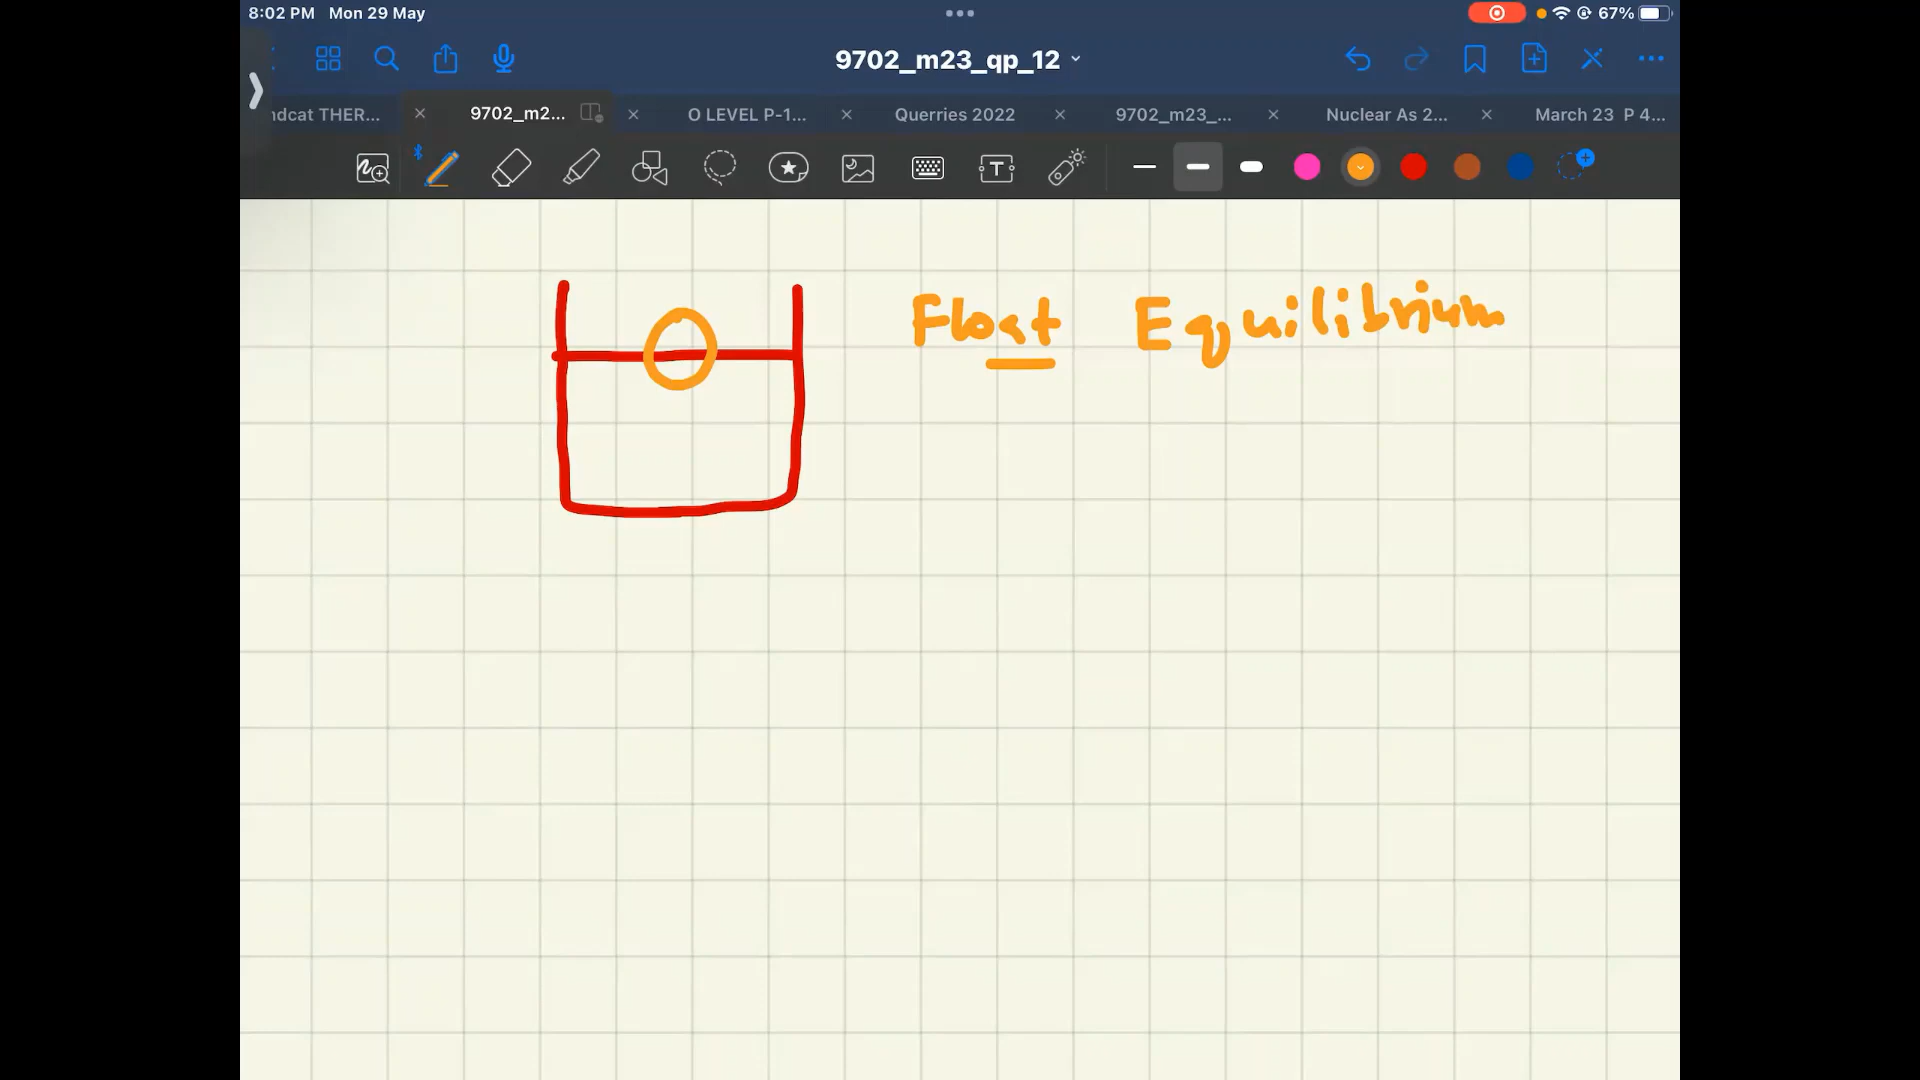 8:02 PM Mon 29 May
67%
9702_m23_qp_12
ndcat THER...
9702_m2...
O LEVEL P-1...
Querries 2022
9702_m23_...
Nuclear As 2...
March 23 P 4...
T
Float Equilibrium